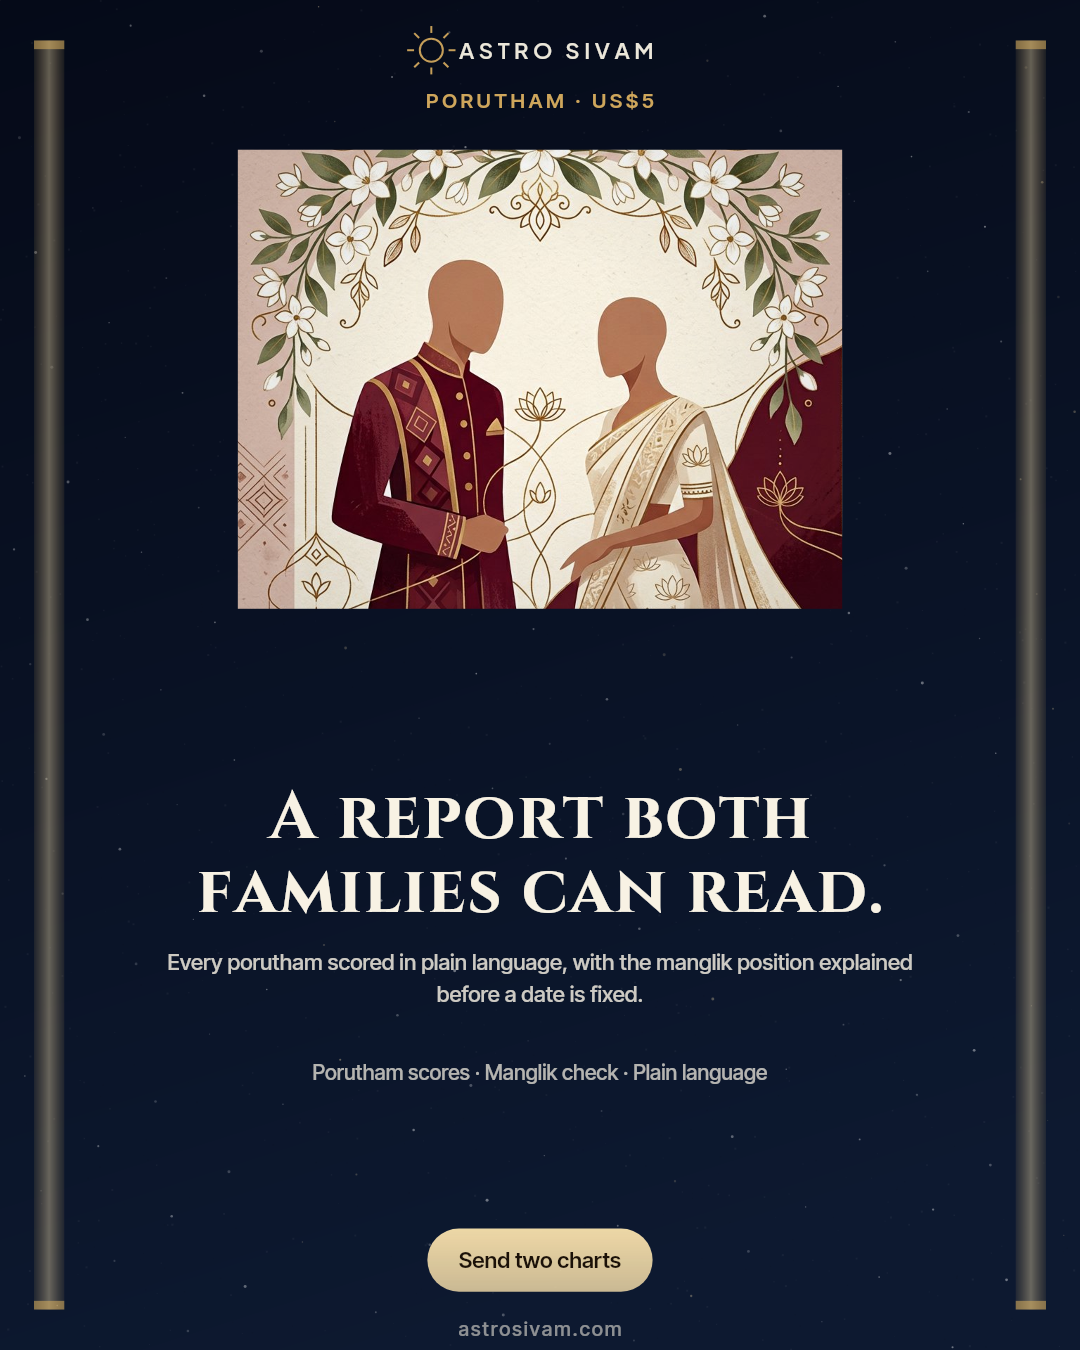 ASTRO SIVAM
PORUTHAM · US$5
A REPORT BOTH
FAMILIES CAN READ.
Every porutham scored in plain language, with the manglik position explained
before a date is fixed.
Porutham scores · Manglik check · Plain language
Send two charts
astrosivam.com